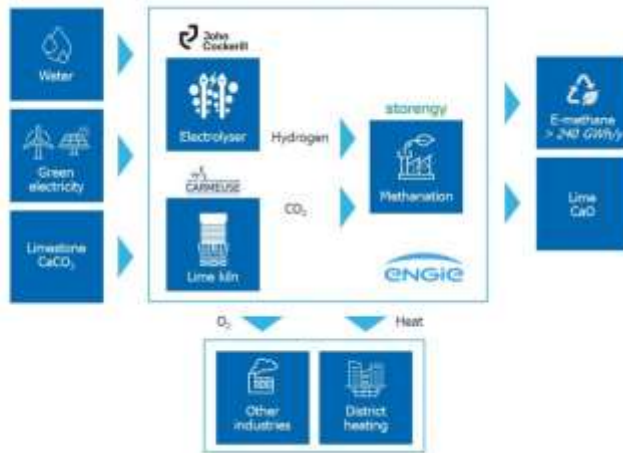 John
Cockerill
Water
Electrolyser
Hydrogen
storengy
E-methane
> 240 GWh/y
Green
electricity
Methanation
CARMEUSE
CO₂
Lime
CaO
Limestone
CaCO₃
Lime kiln
ENGIE
O₂
Heat
Other
industries
District
heating